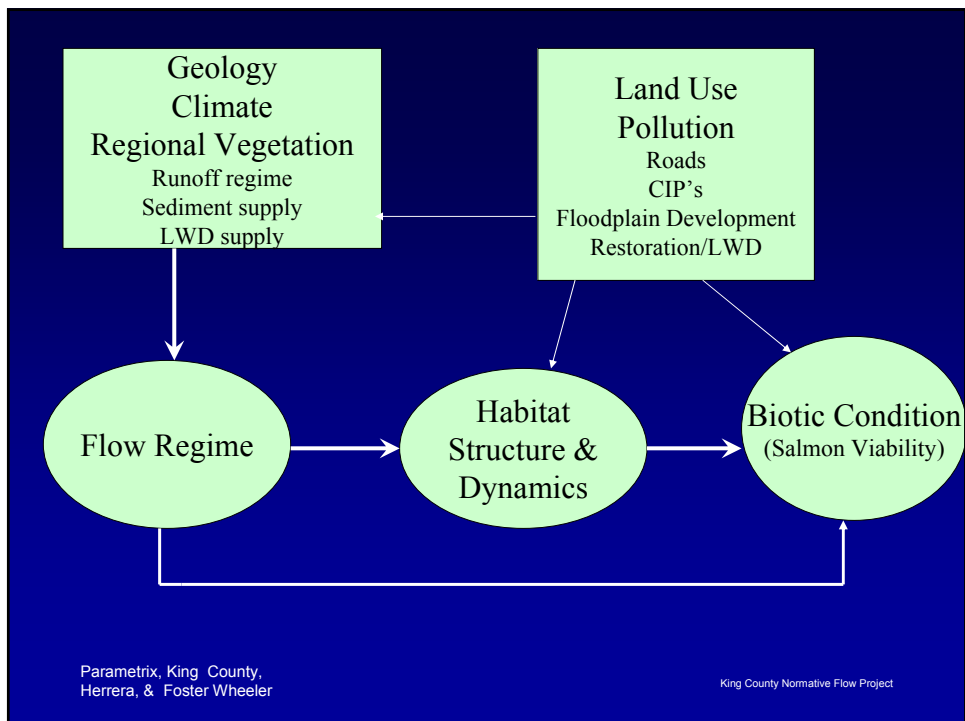 Geology
Climate
Regional Vegetation
Runoff regime
Sediment supply
LWD supply
Land Use
Pollution
Roads
CIP's
Floodplain Development
Restoration/LWD
Flow Regime
Habitat
Structure &
Dynamics
Biotic Condition
(Salmon Viability)
Parametrix, King County,
Herrera, & Foster Wheeler
King County Normative Flow Project